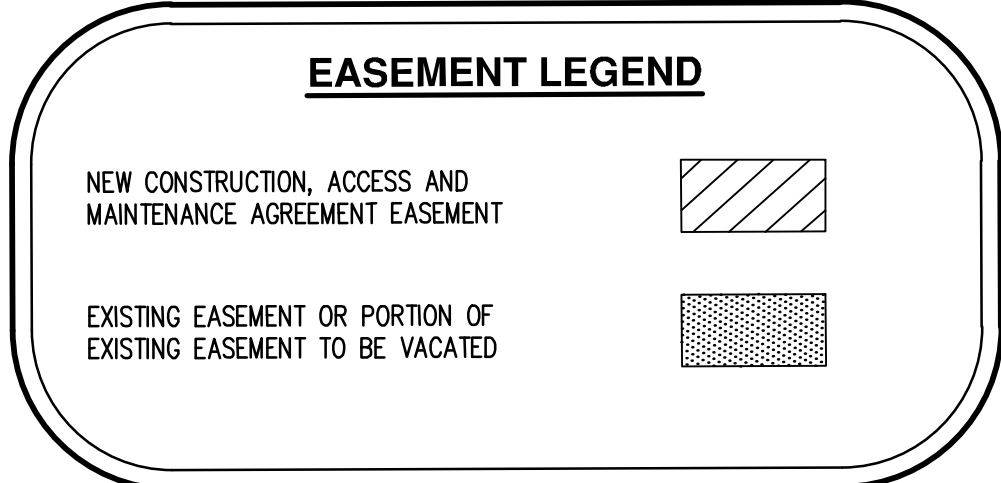 EASEMENT LEGEND
NEW CONSTRUCTION, ACCESS AND
MAINTENANCE AGREEMENT EASEMENT
EXISTING EASEMENT OR PORTION OF
EXISTING EASEMENT TO BE VACATED